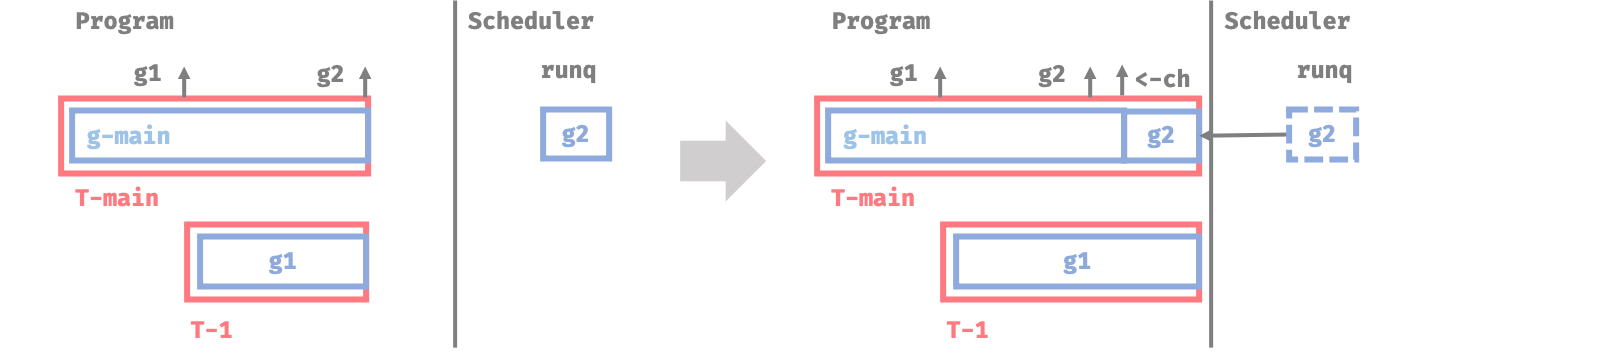 Program
Scheduler
g1
g2
runq
g-main
g2
T-main
g1
T-1
Program
Scheduler
g1
g2
<-ch
runq
g-main
g2
g2
T-main
g1
T-1